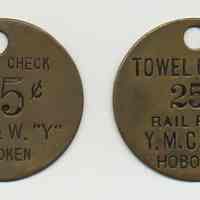 CHECK
5¢
W. "Y"
OKEN
TOWEL
25
RAIL
Y.M.C.
HOBO